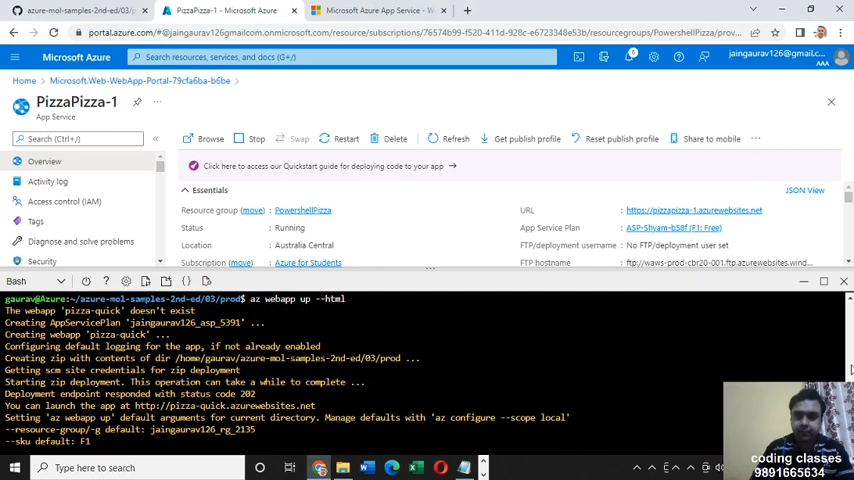 azure-mol-samples-2nd-ed/03/p
PizzaPizza-1 - Microsoft Azure
Microsoft Azure App Service - W
portal.azure.com/#@jaingaurav126gmailcom.onmicrosoft.com/resource/subscriptions/76574b99-f520-411d-928c-e6723348e53b/resourcegroups/PowershellPizza/prov...
Microsoft Azure
Search resources, services, and docs (G+/)
6
jaingaurav126@gmail.c...
AAA
Home > Microsoft.Web-WebApp-Portal-79cfa6ba-b6be >
PizzaPizza-1
App Service
Search (Ctrl+/)
Browse Stop Swap Restart Delete Refresh Get publish profile Reset publish profile Share to mobile
Overview
Activity log
Access control (IAM)
Tags
Diagnose and solve problems
Security
Click here to access our Quickstart guide for deploying code to your app →
Essentials
JSON View
Resource group (move) : PowershellPizza
URL : https://pizzapizza-1.azurewebsites.net
Status : Running
App Service Plan : ASP-Shyam-b58f (F1: Free)
Location : Australia Central
FTP/deployment username : No FTP/deployment user set
Subscription (move) : Azure for Students
FTP hostname : ftp://waws-prod-cbr20-001.ftp.azurewebsites.wind...
Bash
gaurav@Azure:~/azure-mol-samples-2nd-ed/03/prod$ az webapp up --html
The webapp 'pizza-quick' doesn't exist
Creating AppServicePlan 'jaingaurav126_asp_5391' ...
Creating webapp 'pizza-quick' ...
Configuring default logging for the app, if not already enabled
Creating zip with contents of dir /home/gaurav/azure-mol-samples-2nd-ed/03/prod ...
Getting scm site credentials for zip deployment
Starting zip deployment. This operation can take a while to complete ...
Deployment endpoint responded with status code 202
You can launch the app at http://pizza-quick.azurewebsites.net
Setting 'az webapp up' default arguments for current directory. Manage defaults with 'az configure --scope local'
--resource-group/-g default: jaingaurav126_rg_2135
--sku default: F1
coding classes
9891665634
Type here to search